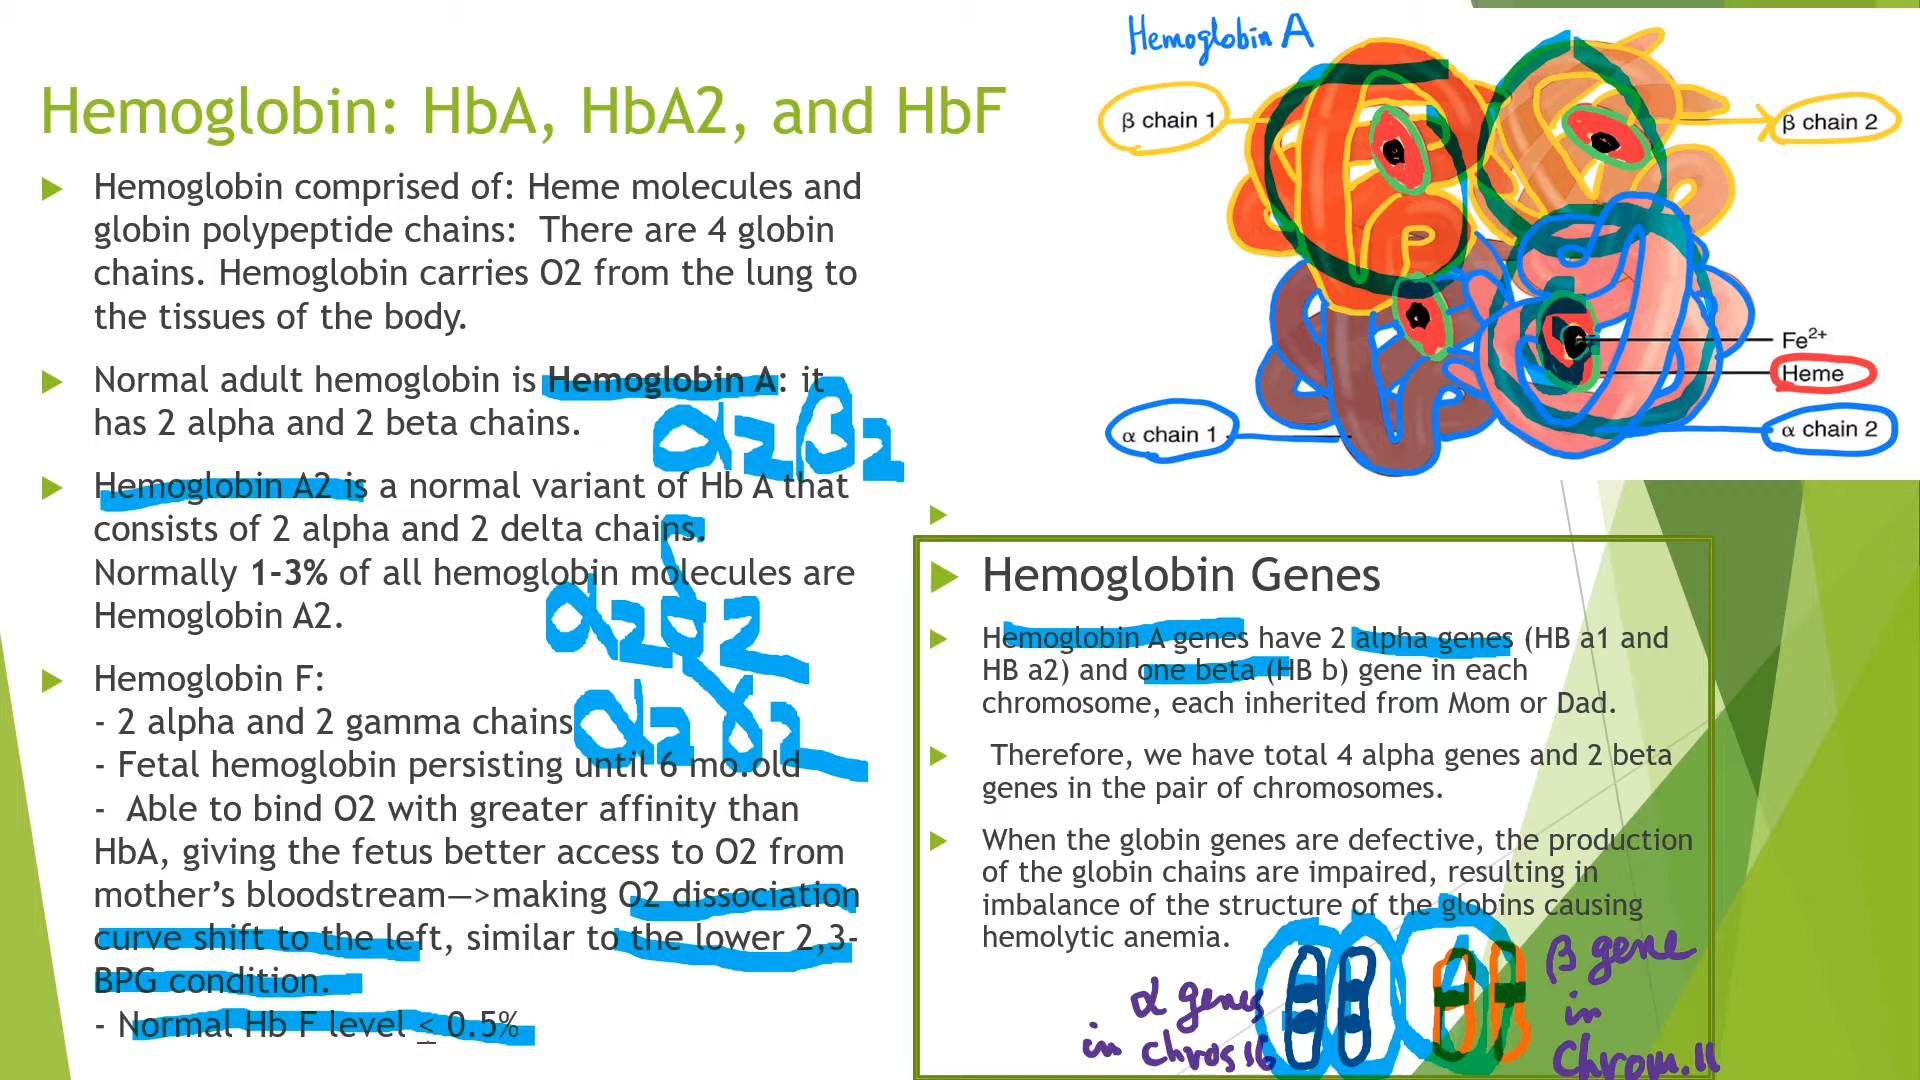 Hemoglobin: HbA, HbA2, and HbF
Hemoglobin comprised of: Heme molecules and
globin polypeptide chains:  There are 4 globin
chains. Hemoglobin carries O2 from the lung to
the tissues of the body.
Normal adult hemoglobin is Hemoglobin A: it
has 2 alpha and 2 beta chains.
α2β2
Hemoglobin A2 is a normal variant of Hb A that
consists of 2 alpha and 2 delta chains.
Normally 1-3% of all hemoglobin molecules are
Hemoglobin A2.
α2δ2
Hemoglobin F:
- 2 alpha and 2 gamma chains
α2γ2
- Fetal hemoglobin persisting until 6 mo.old
-  Able to bind O2 with greater affinity than
HbA, giving the fetus better access to O2 from
mother's bloodstream—>making O2 dissociation
curve shift to the left, similar to the lower 2,3-
BPG condition.
- Normal Hb F level ≤ 0.5%
Hemoglobin A
β chain 1
β chain 2
Fe2+
Heme
α chain 1
α chain 2
Hemoglobin Genes
Hemoglobin A genes have 2 alpha genes (HB a1 and
HB a2) and one beta (HB b) gene in each
chromosome, each inherited from Mom or Dad.
Therefore, we have total 4 alpha genes and 2 beta
genes in the pair of chromosomes.
When the globin genes are defective, the production
of the globin chains are impaired, resulting in
imbalance of the structure of the globins causing
hemolytic anemia.
α genes
in chros 16
β gene
in
Chrom. 11